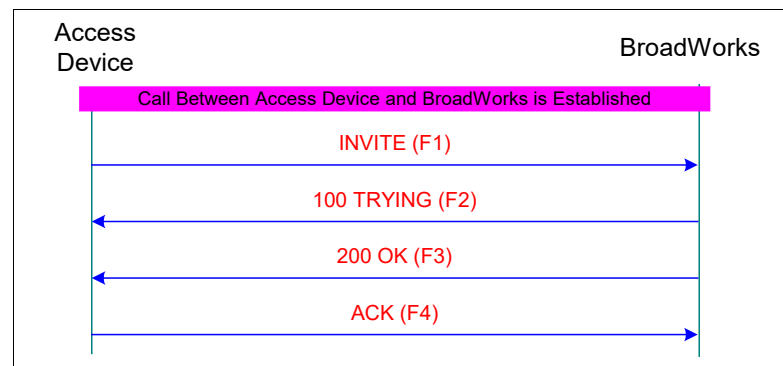 Access
Device
BroadWorks
Call Between Access Device and BroadWorks is Established
INVITE (F1)
100 TRYING (F2)
200 OK (F3)
ACK (F4)